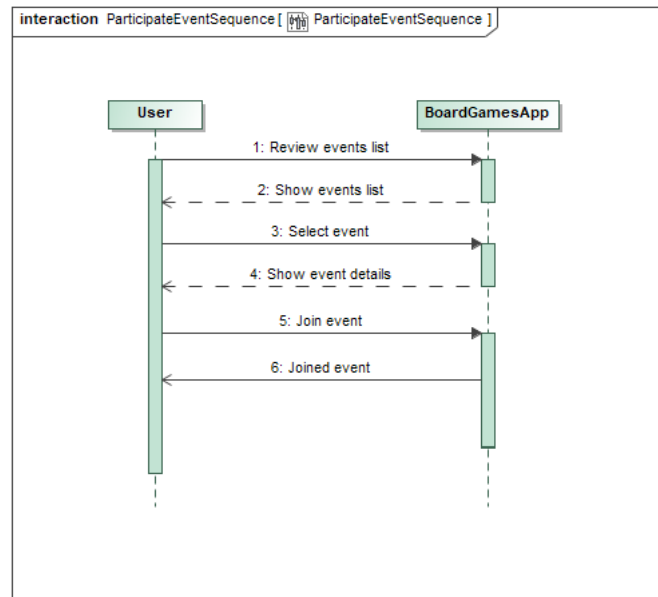 interaction ParticipateEventSequence [ ParticipateEventSequence ]
User
BoardGamesApp
1: Review events list
2: Show events list
3: Select event
4: Show event details
5: Join event
6: Joined event